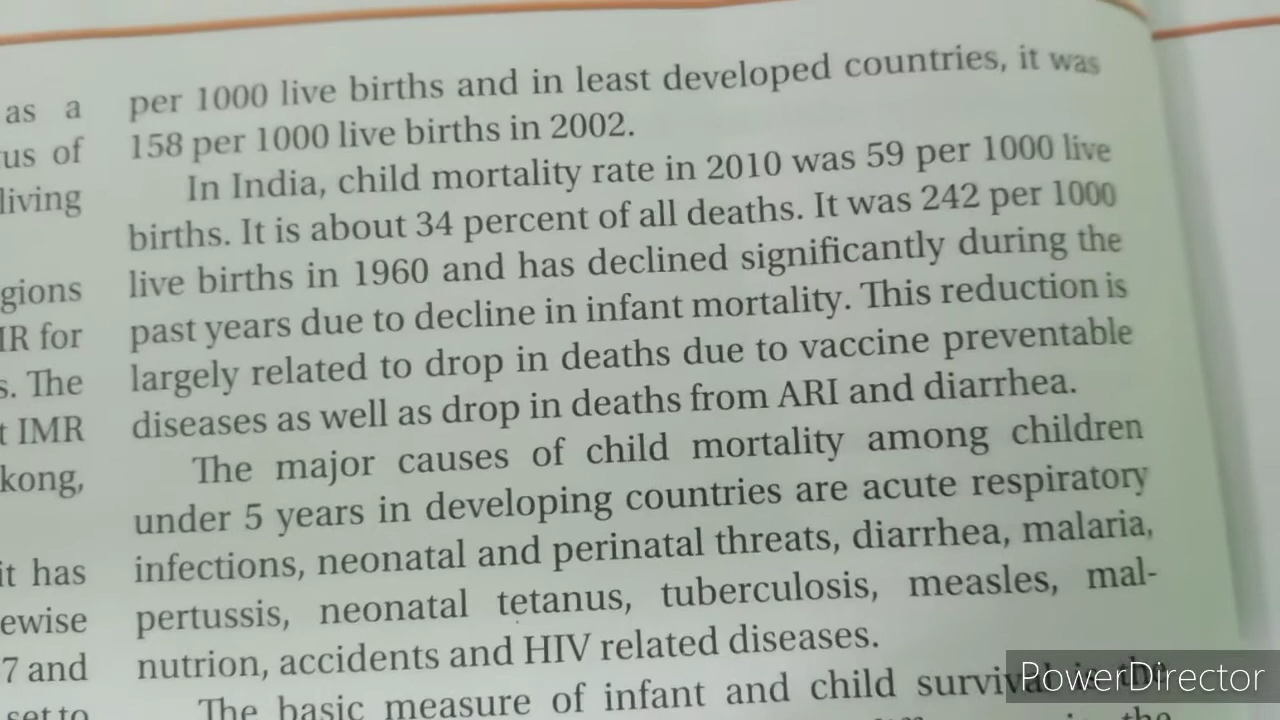 as a
us of
living
gions
IR for
s. The
t IMR
kong,
it has
ewise
7 and
set to
per 1000 live births and in least developed countries, it was
158 per 1000 live births in 2002.
In India, child mortality rate in 2010 was 59 per 1000 live
births. It is about 34 percent of all deaths. It was 242 per 1000
live births in 1960 and has declined significantly during the
past years due to decline in infant mortality. This reduction is
largely related to drop in deaths due to vaccine preventable
diseases as well as drop in deaths from ARI and diarrhea.
The major causes of child mortality among children
under 5 years in developing countries are acute respiratory
infections, neonatal and perinatal threats, diarrhea, malaria,
pertussis, neonatal tetanus, tuberculosis, measles, mal-
nutrion, accidents and HIV related diseases.
The basic measure of infant and child survival is the
the
PowerDirector